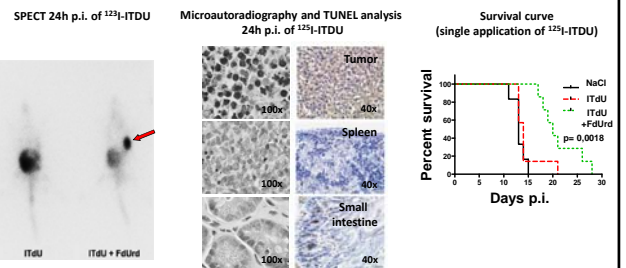 SPECT 24h p.i. of ¹²³I-ITDU
ITdU
ITdU + FdUrd
Microautoradiography and TUNEL analysis
24h p.i. of ¹²⁵I-ITDU
100x
Tumor
40x
100x
Spleen
40x
100x
Small
intestine
40x
Survival curve
(single application of ¹²⁵I-ITDU)
Percent survival
100
80
60
40
20
0
0 5 10 15 20 25 30
Days p.i.
NaCl
ITdU
ITdU
+FdUrd
p= 0,0018